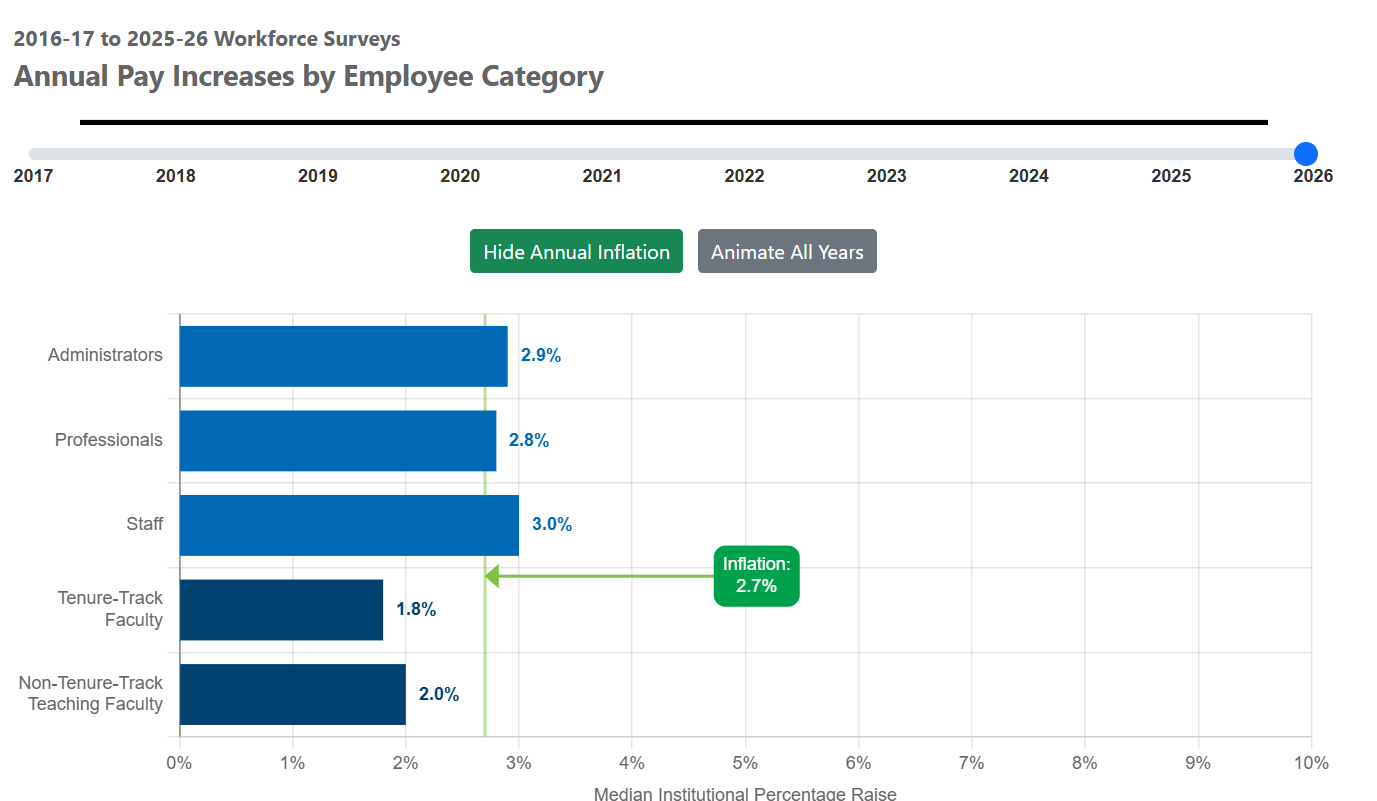 2016-17 to 2025-26 Workforce Surveys
Annual Pay Increases by Employee Category
2017 2018 2019 2020 2021 2022 2023 2024 2025 2026
Hide Annual Inflation Animate All Years
Administrators 2.9%
Professionals 2.8%
Staff 3.0%
Inflation:
2.7%
Tenure-Track
Faculty
1.8%
Non-Tenure-Track
Teaching Faculty
2.0%
0% 1% 2% 3% 4% 5% 6% 7% 8% 9% 10%
Median Institutional Percentage Raise